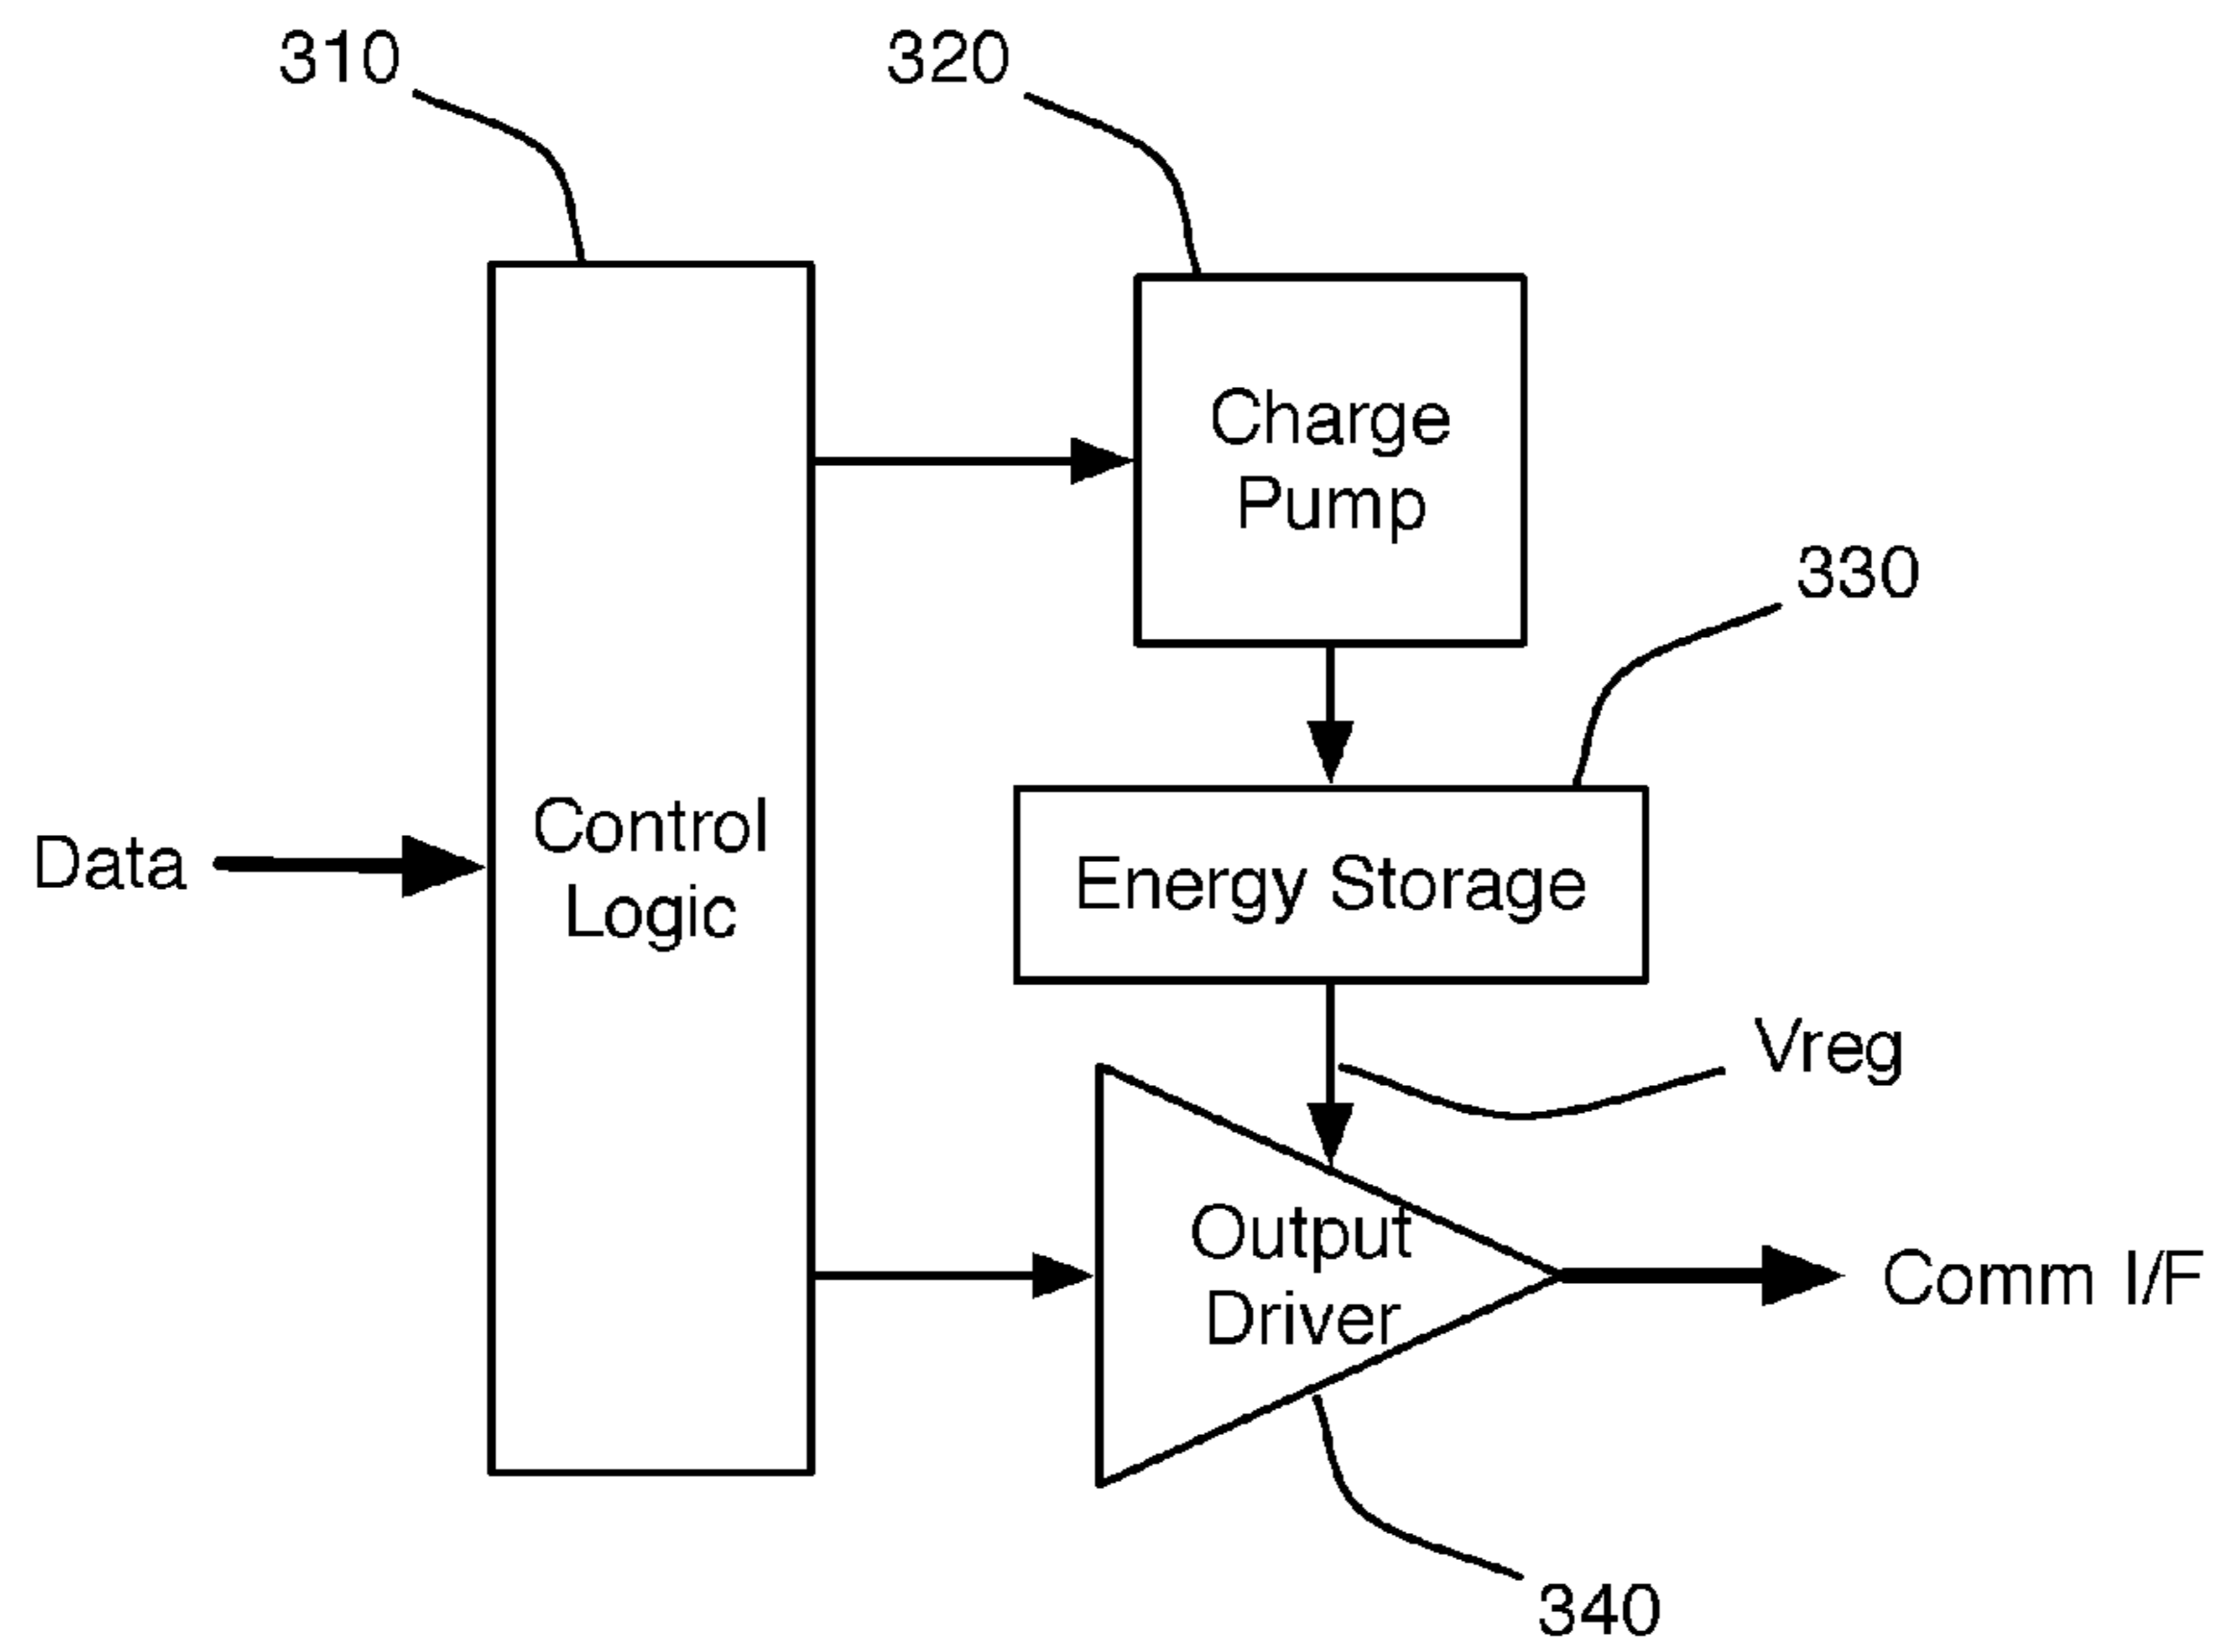 310
320
Charge
Pump
330
Data
Control
Logic
Energy Storage
Vreg
Output
Driver
Comm I/F
340